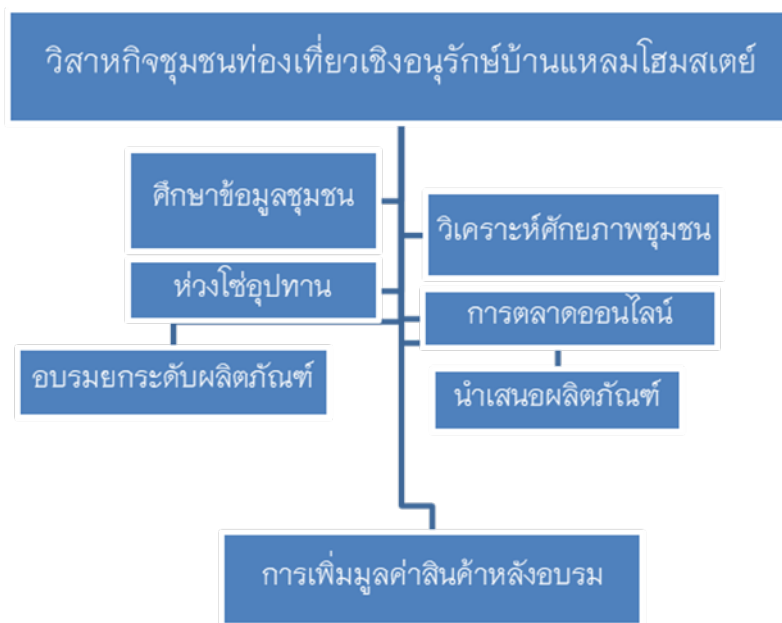 วิสาหกิจชุมชนท่องเที่ยวเชิงอนุรักษ์บ้านแหลมโฮมสเตย์
ศึกษาข้อมูลชุมชน
วิเคราะห์ศักยภาพชุมชน
ห่วงโซ่อุปทาน
การตลาดออนไลน์
อบรมยกระดับผลิตภัณฑ์
นำเสนอผลิตภัณฑ์
การเพิ่มมูลค่าสินค้าหลังอบรม